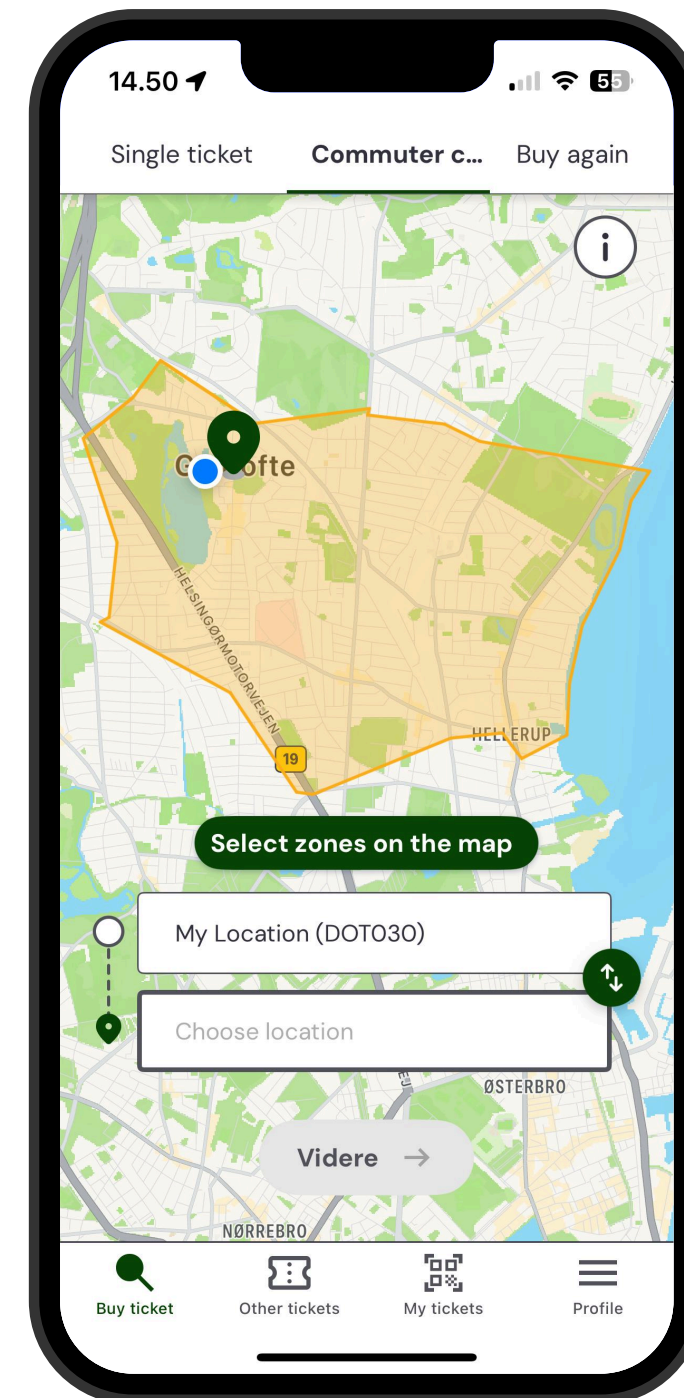 14.50
55
Single ticket
Commuter c...
Buy again
i
ofte
HELSINGØRMOTORVEJEN
HELLERUP
19
Select zones on the map
My Location (DOT030)
Choose location
ØSTERBRO
Videre
NØRREBRO
Buy ticket
Other tickets
My tickets
Profile